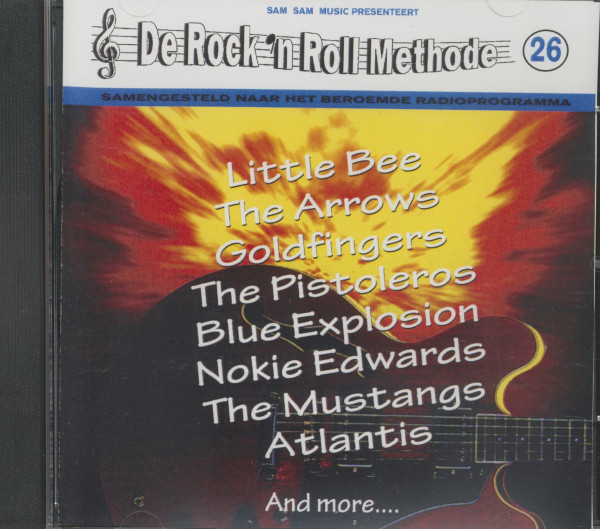 SAM SAM MUSIC PRESENTEERT
De Rock 'n Roll Methode 26
SAMENGESTELD NAAR HET BEROEMDE RADIOPROGRAMMA
Little Bee
The Arrows
Goldfingers
The Pistoleros
Blue Explosion
Nokie Edwards
The Mustangs
Atlantis
And more....